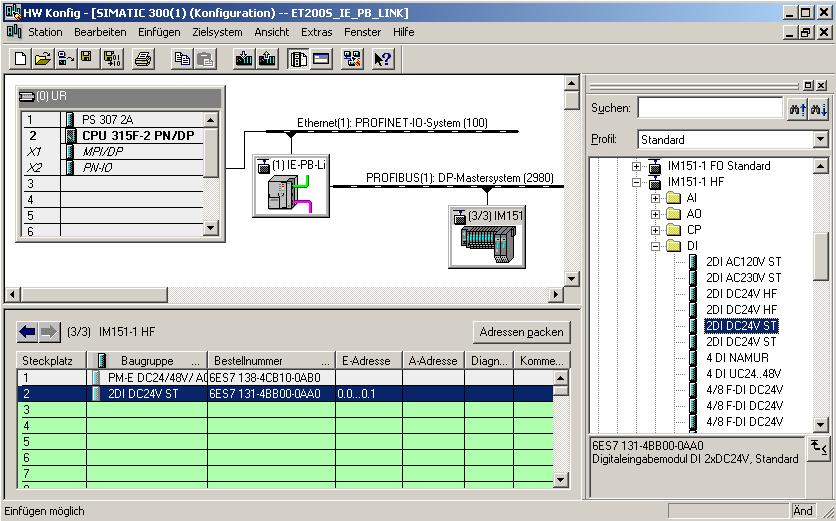 HW Konfig - [SIMATIC 300(1) (Konfiguration) -- ET200S_IE_PB_LINK]
Station Bearbeiten Einfügen Zielsystem Ansicht Extras Fenster Hilfe
(0) UR
1 PS 307 2A
2 CPU 315F-2 PN/DP
X1 MPI/DP
X2 PN-IO
3
4
5
6
Ethernet(1): PROFINET-IO-System (100)
(1) IE-PB-Li
PROFIBUS(1): DP-Mastersystem (2980)
(3/3) IM151
Suchen:
Profil: Standard
IM151-1 FO Standard
IM151-1 HF
AI
AO
CP
DI
2DI AC120V ST
2DI AC230V ST
2DI DC24V HF
2DI DC24V HF
2DI DC24V ST
2DI DC24V ST
4 DI NAMUR
4 DI UC24..48V
4/8 F-DI DC24V
4/8 F-DI DC24V
4/8 F-DI DC24V
6ES7 131-4BB00-0AA0
Digitaleingabemodul DI 2xDC24V, Standard
(3/3) IM151-1 HF
Adressen packen
Steckplatz Baugruppe ... Bestellnummer ... E-Adresse A-Adresse Diagn... Komme...
1 PM-E DC24/48V/ AC 6ES7 138-4CB10-0AB0
2 2DI DC24V ST 6ES7 131-4BB00-0AA0 0.0...0.1
3
4
5
6
7
Einfügen möglich
Änd